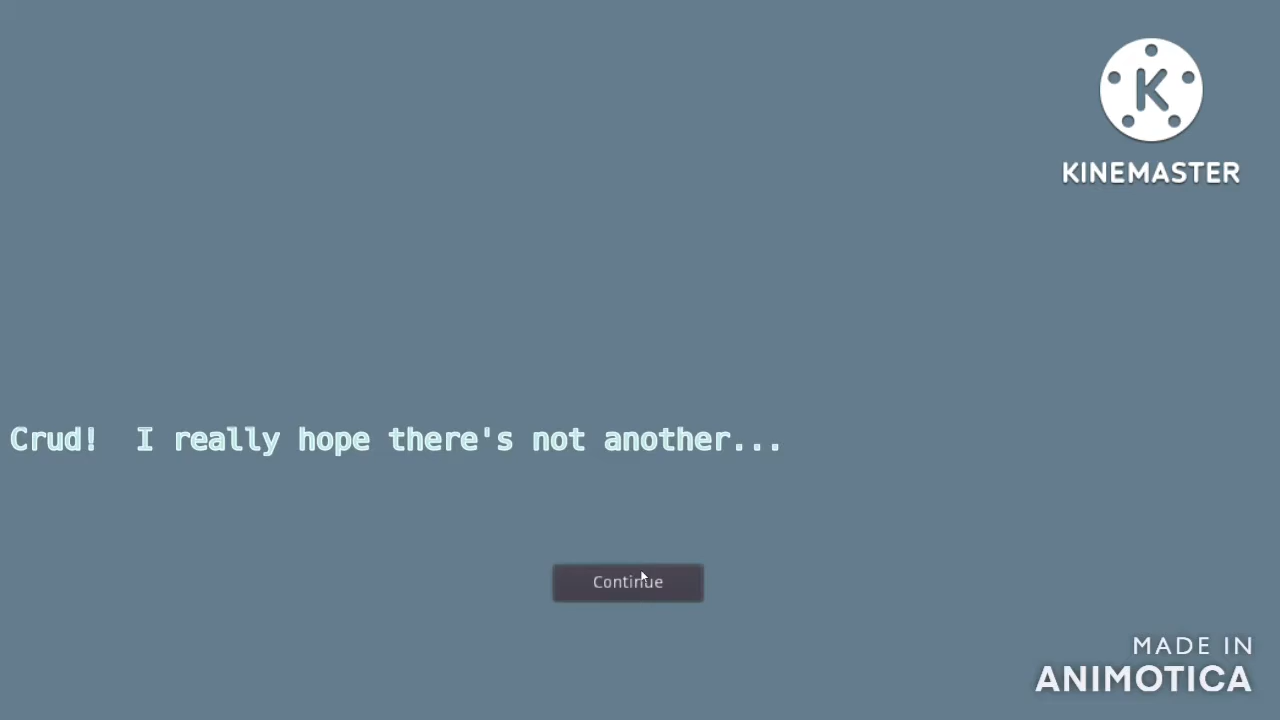 K
KINEMASTER
Crud!  I really hope there's not another...
Continue
MADE IN
ANIMOTICA